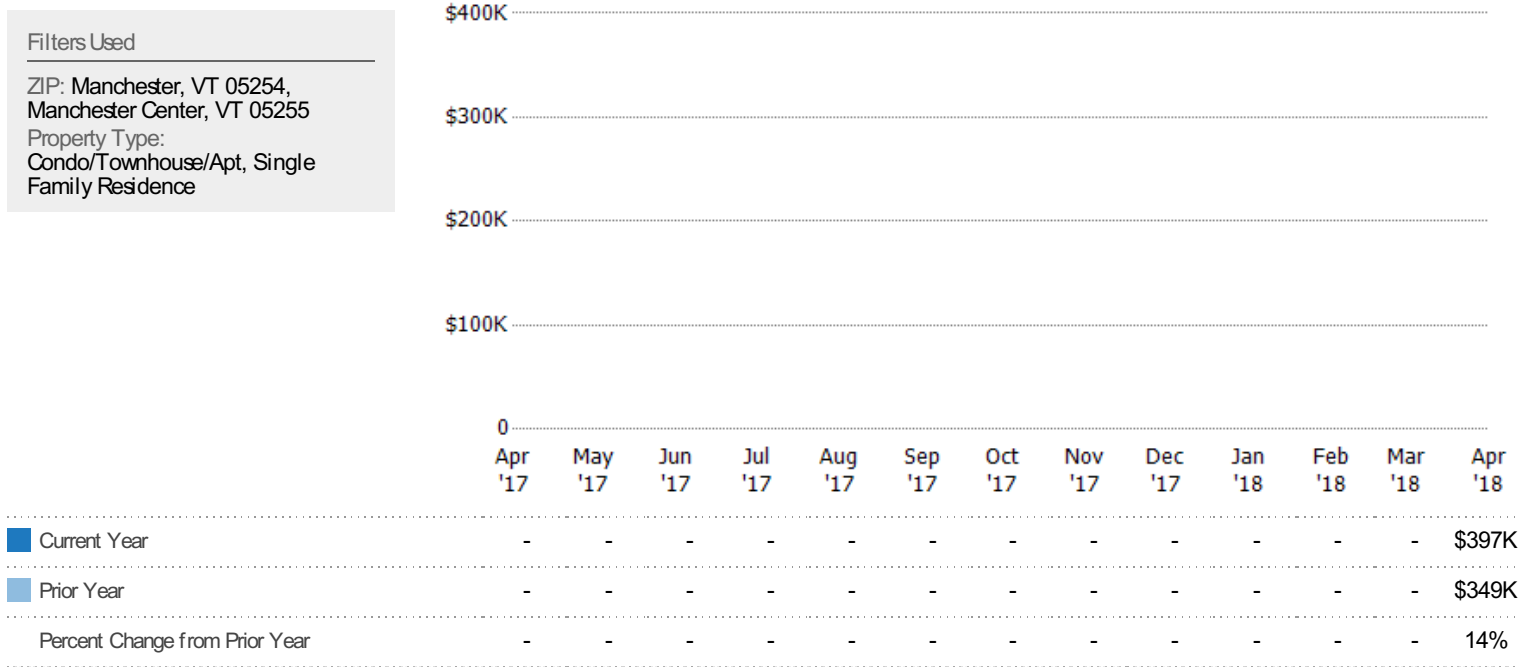 Filters Used
ZIP: Manchester, VT 05254,
Manchester Center, VT 05255
Property Type:
Condo/Townhouse/Apt, Single
Family Residence
$400K
$300K
$200K
$100K
0
Apr May Jun Jul Aug Sep Oct Nov Dec Jan Feb Mar Apr
'17 '17 '17 '17 '17 '17 '17 '17 '17 '18 '18 '18 '18
Current Year - - - - - - - - - - - - $397K
Prior Year - - - - - - - - - - - - $349K
Percent Change from Prior Year - - - - - - - - - - - - 14%